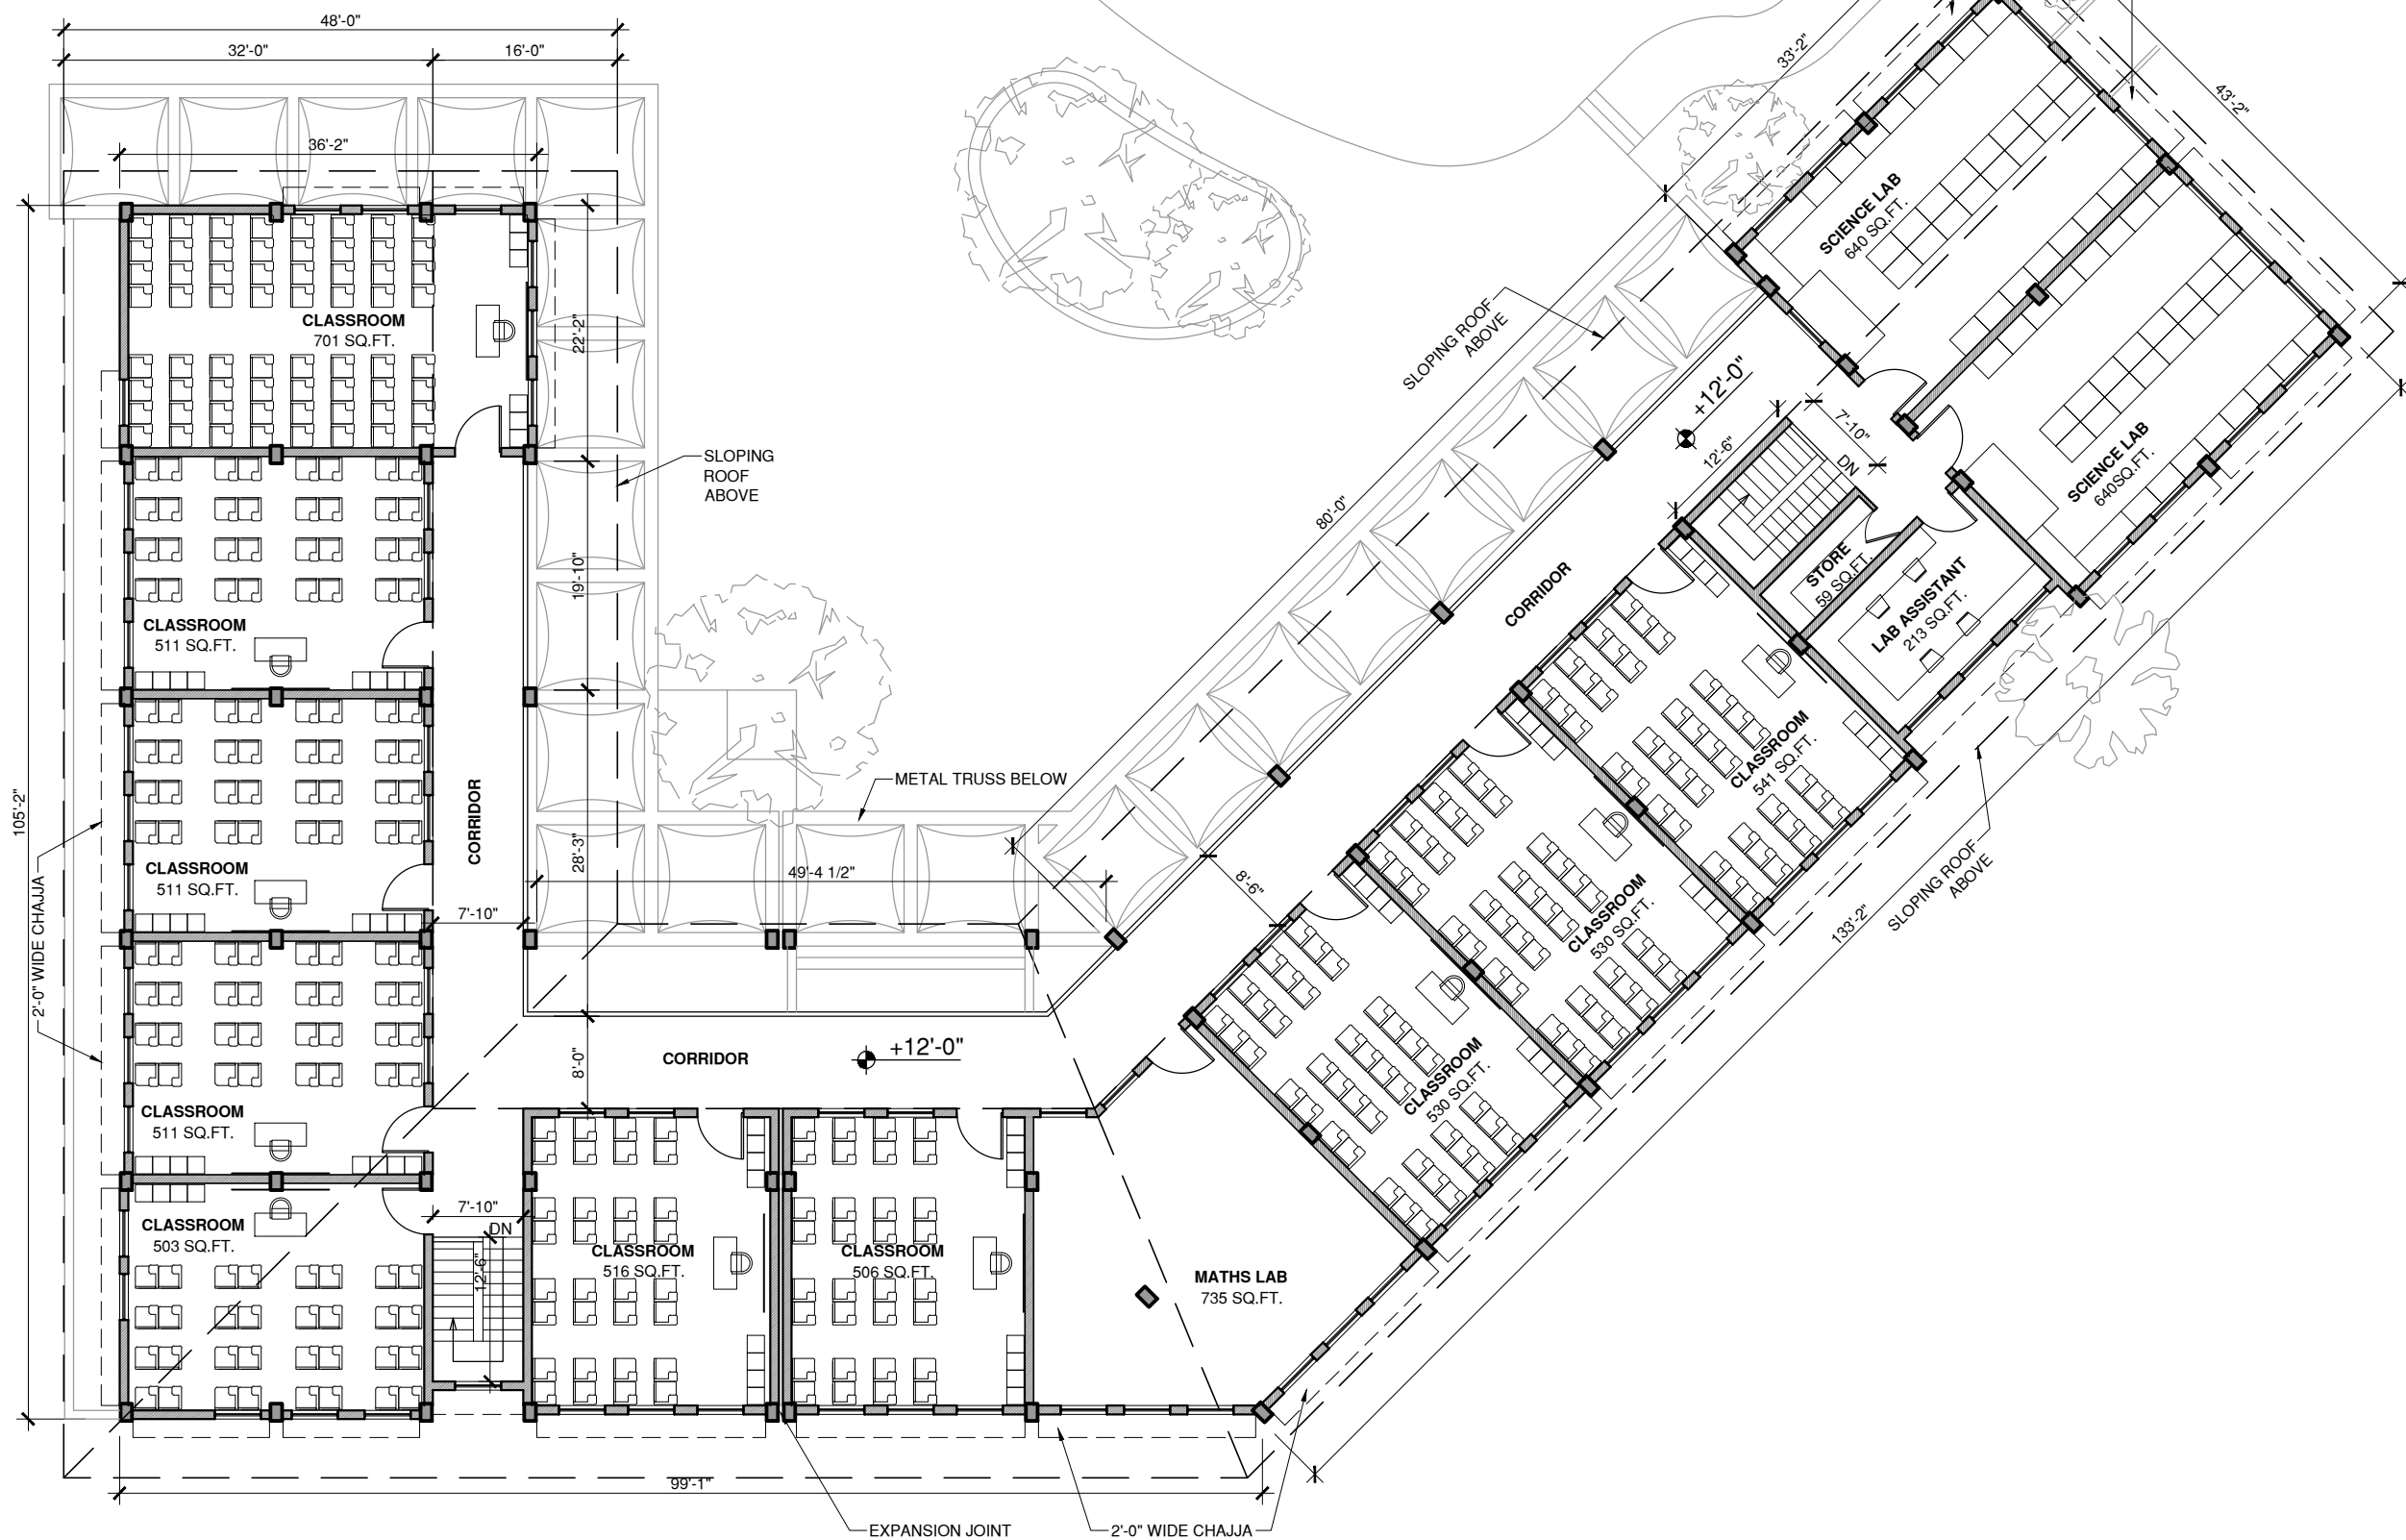 48'-0"
32'-0"
16'-0"
36'-2"
33'-2"
43'-2"
CLASSROOM
701 SQ.FT.
22'-2"
SCIENCE LAB
640 SQ.FT.
SLOPING ROOF
ABOVE
+12'-0"
SLOPING
ROOF
ABOVE
12'-6"
7'-10"
DN
SCIENCE LAB
640SQ.FT.
80'-0"
19'-10"
CORRIDOR
STORE
59 SQ.FT.
LAB ASSISTANT
213 SQ.FT.
CLASSROOM
511 SQ.FT.
105'-2"
CORRIDOR
METAL TRUSS BELOW
CLASSROOM
541 SQ.FT.
28'-3"
49'-4 1/2"
8'-6"
CLASSROOM
511 SQ.FT.
2'-0" WIDE CHAJJA
7'-10"
CLASSROOM
530 SQ.FT.
133'-2"
SLOPING ROOF
ABOVE
8'-0"
CORRIDOR
+12'-0"
CLASSROOM
530 SQ.FT.
CLASSROOM
511 SQ.FT.
7'-10"
DN
12'-6"
CLASSROOM
503 SQ.FT.
CLASSROOM
516 SQ.FT.
CLASSROOM
506 SQ.FT.
MATHS LAB
735 SQ.FT.
99'-1"
EXPANSION JOINT
2'-0" WIDE CHAJJA